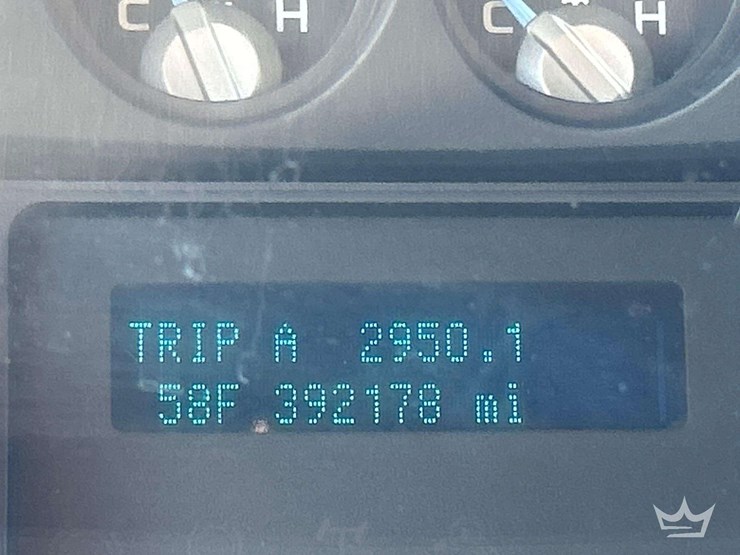 C H C H
TRIP A 2950.1
58F 392178 mi